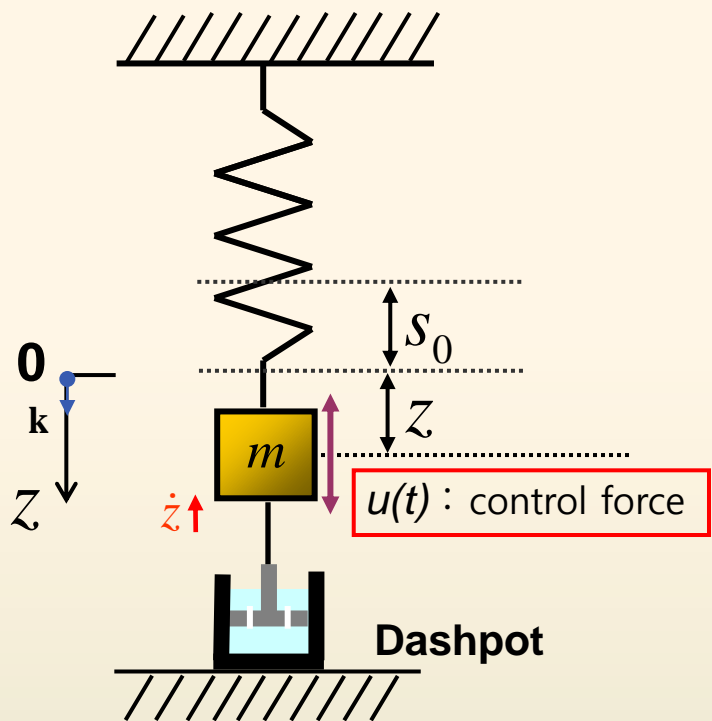 s₀
0
z
k
m
z
ż
u(t) : control force
Dashpot